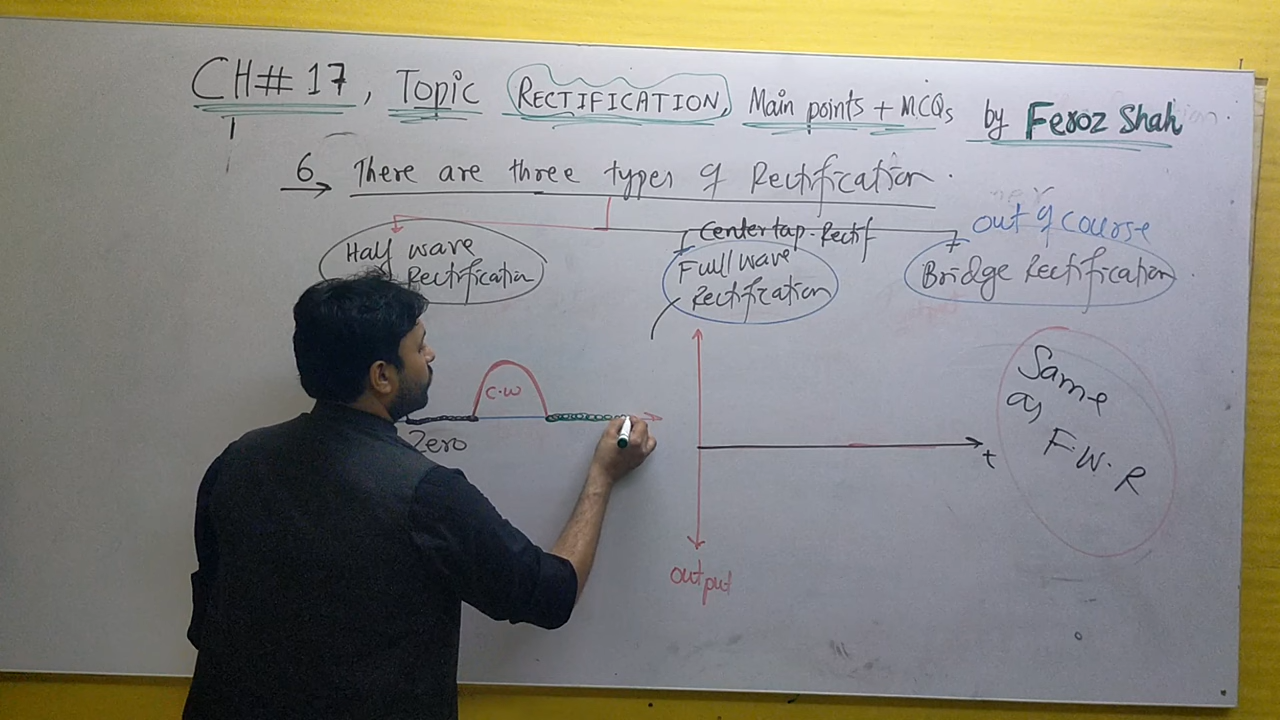 CH# 17, Topic RECTIFICATION, Main points + MCQs by Feroz Shah
6 There are three types of Rectification.
Half wave
Rectification
Center tap-Rectif
Full wave
Rectification
out of course
Bridge Rectification
C.W
Zero
t
output
Same
as
F.W.R